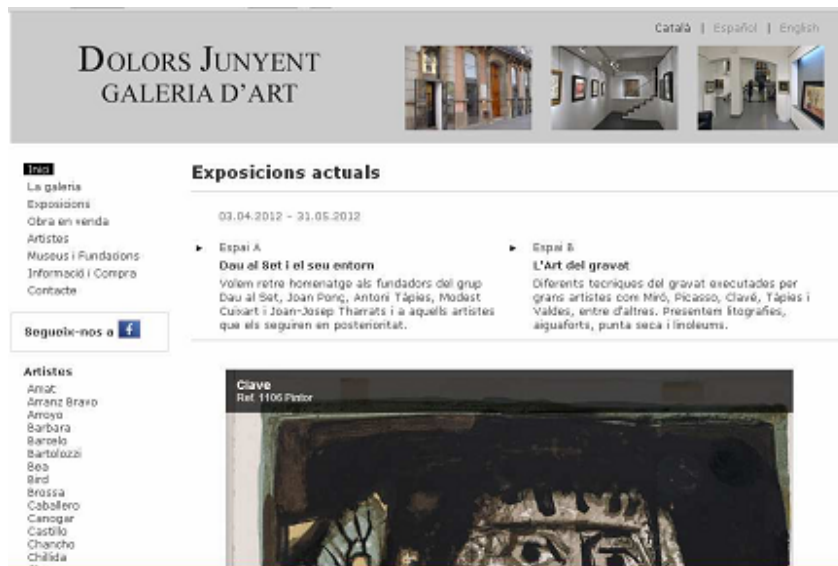 Català | Español | English
DOLORS JUNYENT
GALERIA D'ART
Inici
La galeria
Exposicions
Obra en venda
Artistes
Museus i Fundacions
Informació i Compra
Contacte
Segueix-nos a f
Artistes
Amat
Arranz Bravo
Arroyo
Barbara
Barcelo
Bartolozzi
Bea
Bird
Brossa
Caballero
Canogar
Castillo
Chancho
Chillida
Exposicions actuals
03.04.2012 - 31.05.2012
Espai A
Dau al Set i el seu entorn
Volem retre homenatge als fundadors del grup
Dau al Set, Joan Ponç, Antoni Tàpies, Modest
Cuixart i Joan-Josep Tharrats i a aquells artistes
que els seguiren en posterioritat.
Espai B
L'Art del gravat
Diferents tecniques del gravat executades per
grans artistes com Miró, Picasso, Clavé, Tàpies i
Valdes, entre d'altres. Presentem litografies,
aiguaforts, punta seca i linoleums.
Clave
Ref. 1106 Pintor